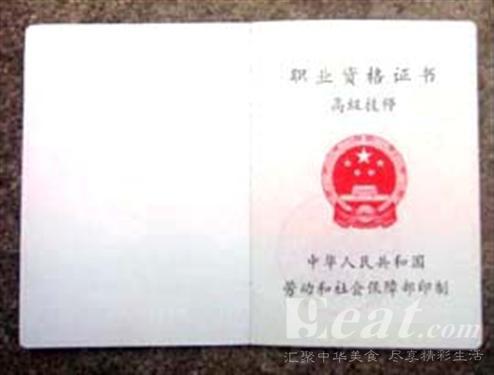 职业资格证书
高级技师
中华人民共和国
劳动和社会保障部印制
9eat.com
汇聚中华美食 尽享精彩生活